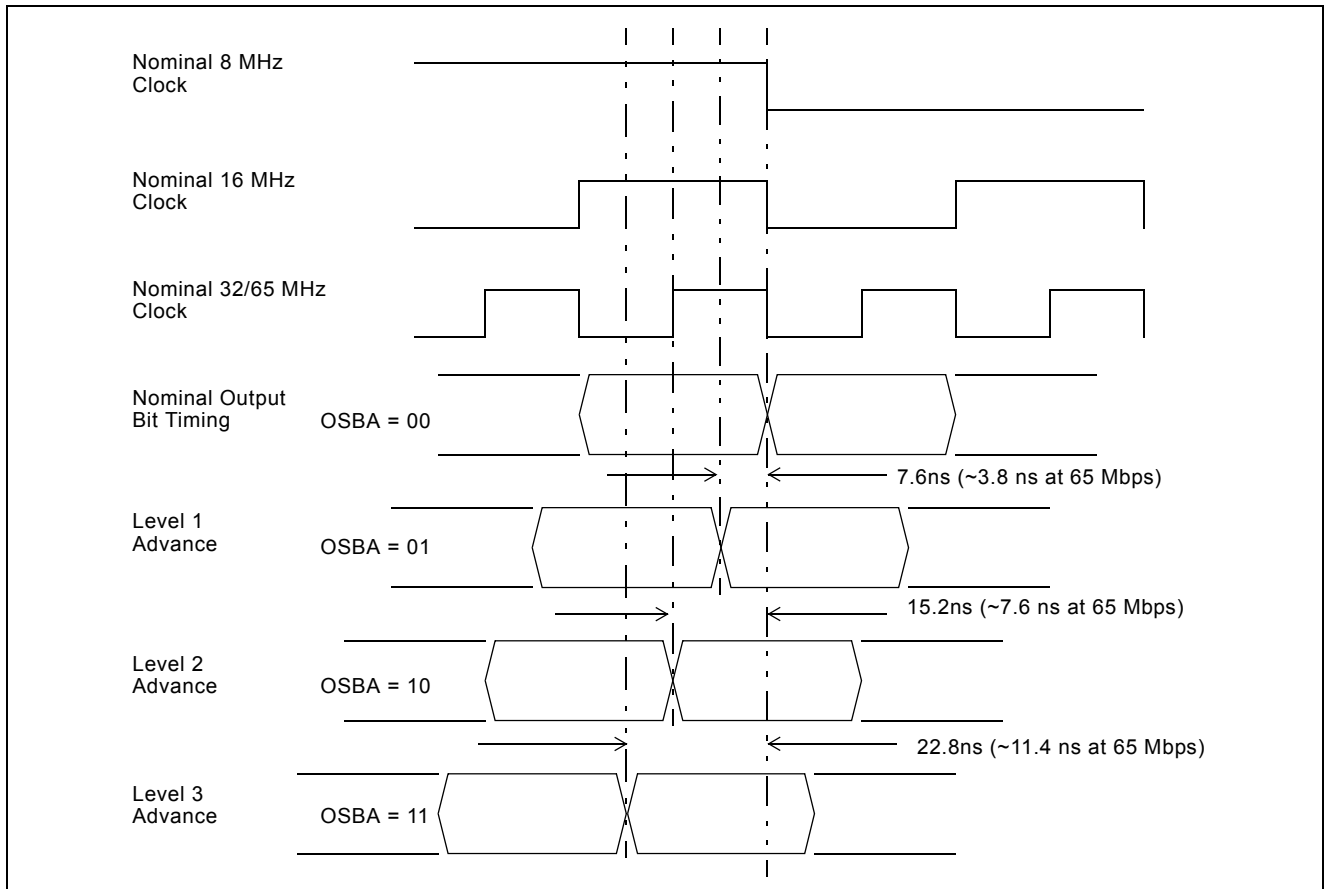 Nominal 8 MHz
Clock
Nominal 16 MHz
Clock
Nominal 32/65 MHz
Clock
Nominal Output
Bit Timing
OSBA = 00
7.6ns (~3.8 ns at 65 Mbps)
Level 1
Advance
OSBA = 01
15.2ns (~7.6 ns at 65 Mbps)
Level 2
Advance
OSBA = 10
22.8ns (~11.4 ns at 65 Mbps)
Level 3
Advance
OSBA = 11